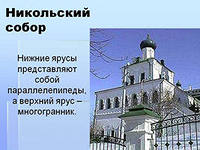 Никольский
собор
Нижние ярусы
представляют
собой
параллелепипеды,
а верхний ярус –
многогранник.